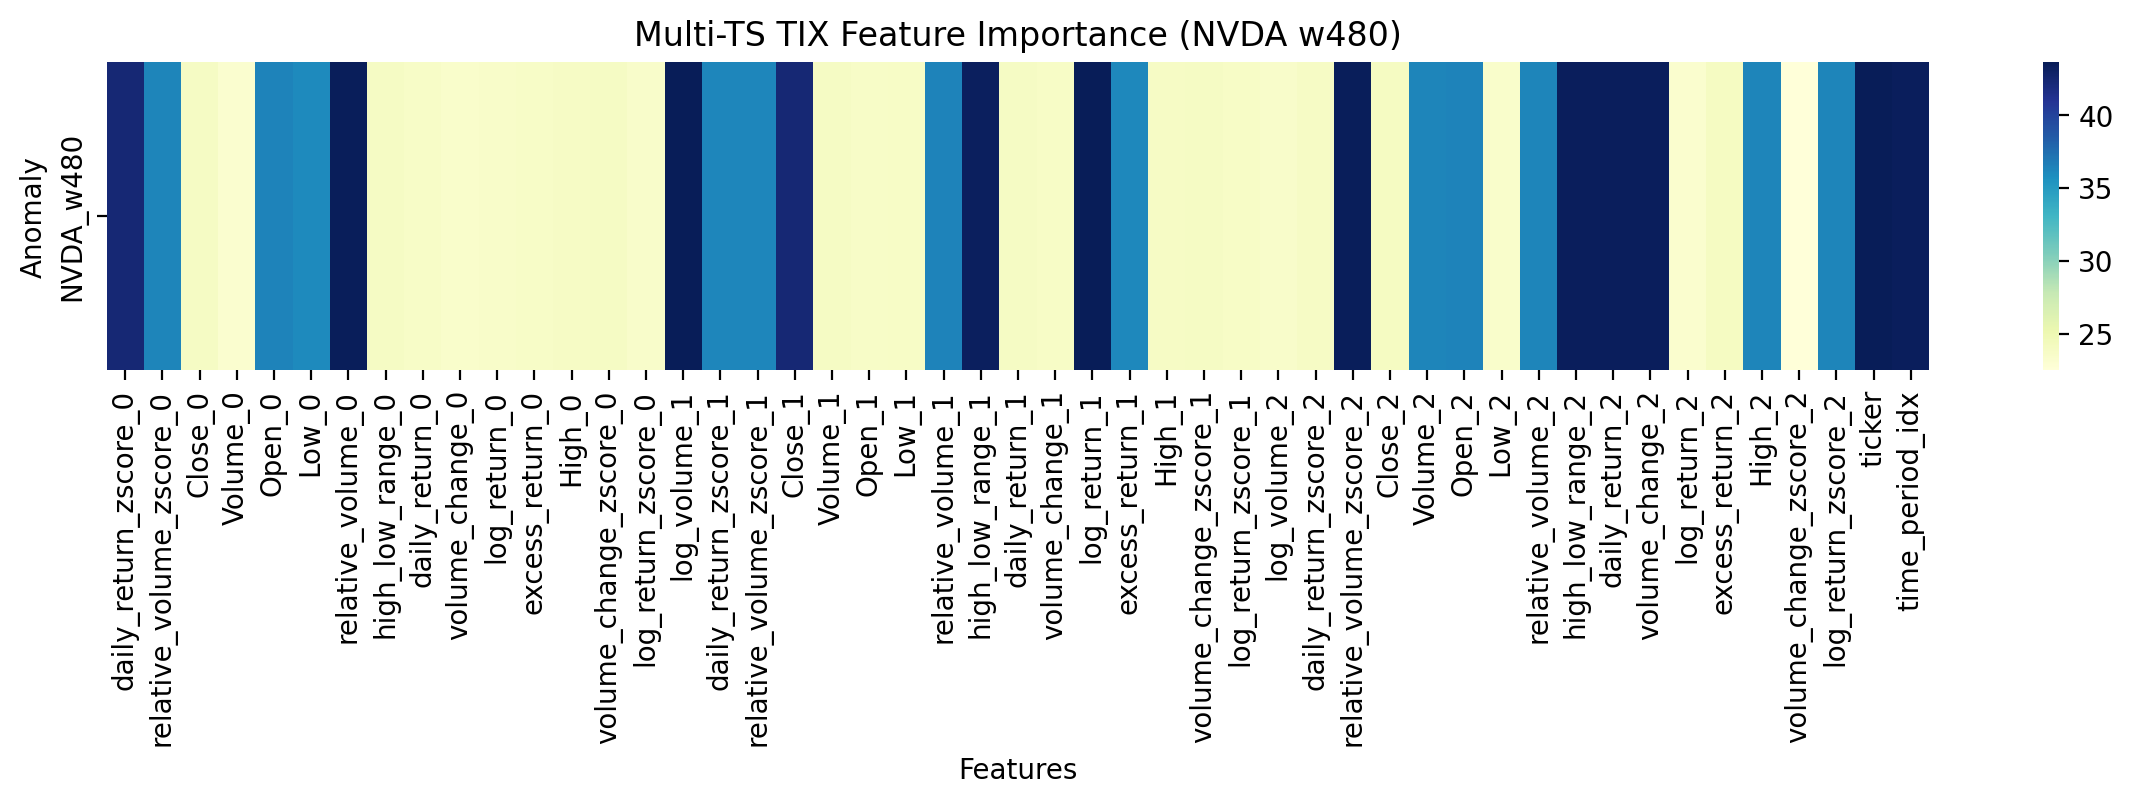 Multi-TS TIX Feature Importance (NVDA w480)
Anomaly
NVDA_w480
40
35
30
25
daily_return_zscore_0
relative_volume_zscore_0
Close_0
Volume_0
Open_0
Low_0
relative_volume_0
high_low_range_0
daily_return_0
volume_change_0
log_return_0
excess_return_0
High_0
volume_change_zscore_0
log_return_zscore_0
log_volume_1
daily_return_zscore_1
relative_volume_zscore_1
Close_1
Volume_1
Open_1
Low_1
relative_volume_1
high_low_range_1
daily_return_1
volume_change_1
log_return_1
excess_return_1
High_1
volume_change_zscore_1
log_return_zscore_1
log_volume_2
daily_return_zscore_2
relative_volume_zscore_2
Close_2
Volume_2
Open_2
Low_2
relative_volume_2
high_low_range_2
daily_return_2
volume_change_2
log_return_2
excess_return_2
High_2
volume_change_zscore_2
log_return_zscore_2
ticker
time_period_idx
Features